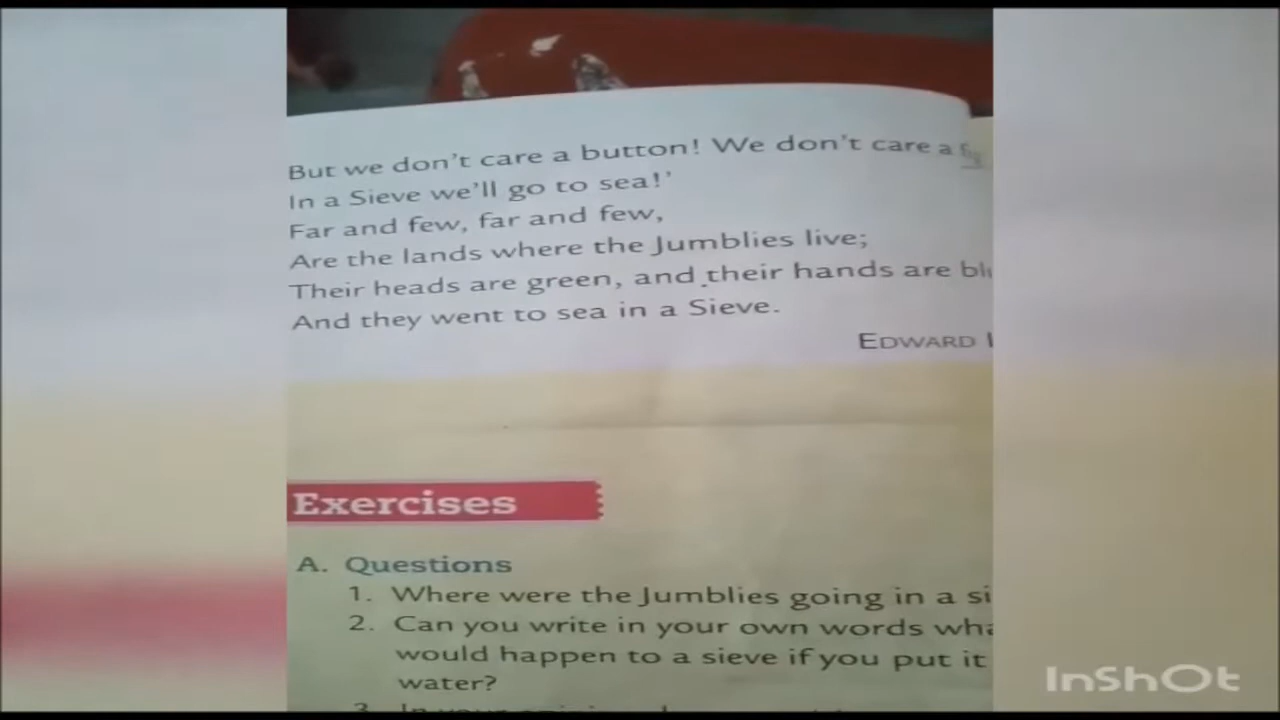 But we don't care a button! We don't care a
In a Sieve we'll go to sea!'
Far and few, far and few,
Are the lands where the Jumblies live;
Their heads are green, and their hands are
And they went to sea in a Sieve.
EDWARD
Exercises
A. Questions
1. Where were the Jumblies going in a
2. Can you write in your own words
would happen to a sieve if you put it
water?
InShOt